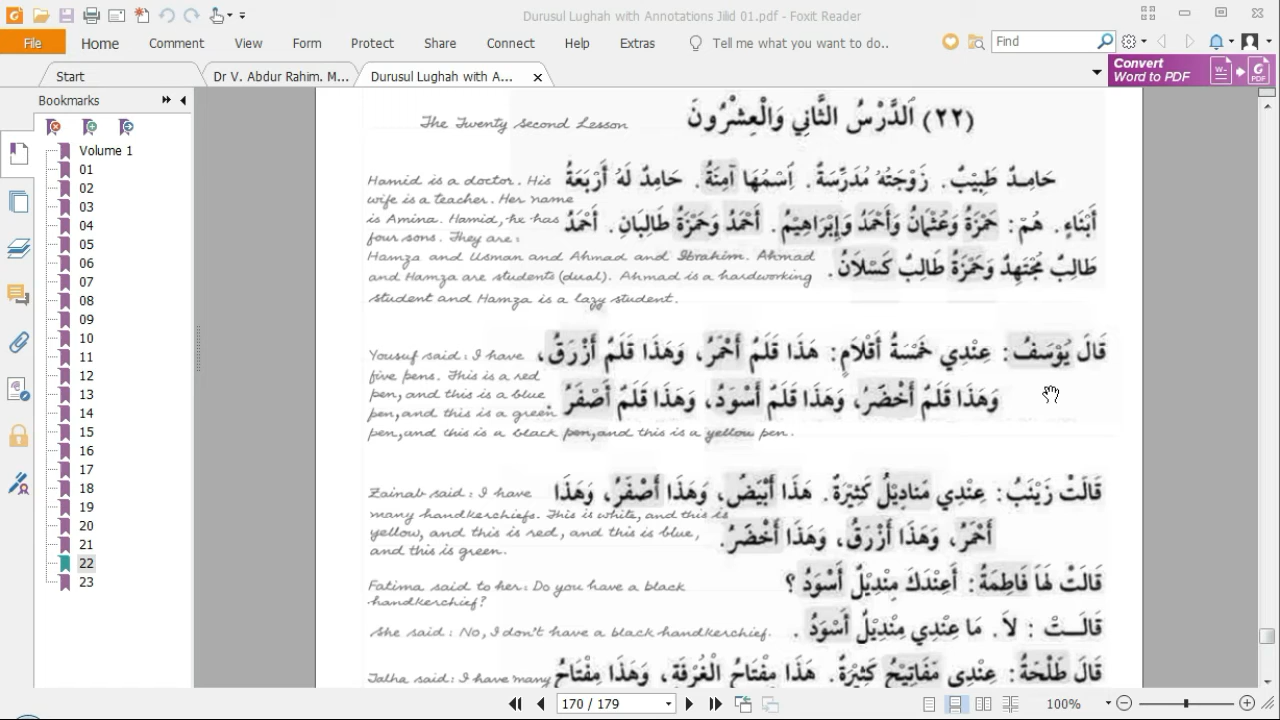 Durusul Lughah with Annotations Jilid 01.pdf - Foxit Reader
File Home Comment View Form Protect Share Connect Help Extras Tell me what you want to do.. Find
Start Dr V. Abdur Rahim. M... Durusul Lughah with A...
Convert
Word to PDF
Bookmarks
Volume 1
01
02
03
04
05
06
07
08
09
10
11
12
13
14
15
16
17
18
19
20
21
22
23
(٢٢) اَلدَّرْسُ الثَّانِي وَالْعِشْرُونَ
The Twenty second Lesson
حَامِدٌ طَبِيْبٌ. زَوْجَتُهُ مُدَرِّسَةٌ. اِسْمُهَا آمِنَةُ. حَامِدٌ لَهُ أَرْبَعَةُ
أَبْنَاءٍ. هُمْ: حَمْزَةُ وَعُثْمَانُ وَأَحْمَدُ وَإِبْرَاهِيْمُ. أَحْمَدُ وَحَمْزَةُ طَالِبَانِ. أَحْمَدُ
طَالِبٌ مُجْتَهِدٌ وَحَمْزَةُ طَالِبٌ كَسْلَانُ.
Hamid is a doctor. His
wife is a teacher. Her name
is Amina. Hamid, he has
four sons. They are:
Hamza and Usman and Ahmad and Ibrahim. Ahmad
and Hamza are students (dual). Ahmad is a hardworking
student and Hamza is a lazy student.
قَالَ يُوْسَفُ: عِنْدِي خَمْسَةُ أَقْلَامٍ: هَذَا قَلَمٌ أَحْمَرُ، وَهَذَا قَلَمٌ أَزْرَقُ،
وَهَذَا قَلَمٌ أَخْضَرُ، وَهَذَا قَلَمٌ أَسْوَدُ، وَهَذَا قَلَمٌ أَصْفَرُ.
Yousuf said: I have
five pens. This is a red
pen, and this is a blue
pen, and this is a green
pen, and this is a black pen, and this is a yellow pen.
قَالَتْ زَيْنَبُ: عِنْدِي مَنَادِيْلُ كَثِيْرَةٌ. هَذَا أَبْيَضُ، وَهَذَا أَصْفَرُ، وَهَذَا
أَحْمَرُ، وَهَذَا أَزْرَقُ، وَهَذَا أَخْضَرُ.
Zainab said: I have
many handkerchiefs. This is white, and this is
yellow, and this is red, and this is blue,
and this is green.
قَالَتْ لَهَا فَاطِمَةُ: أَعِنْدَكَ مِنْدِيْلٌ أَسْوَدُ ؟
Fatima said to her: Do you have a black
handkerchief?
قَالَــتْ : لاَ. مَا عِنْدِي مِنْدِيْلٌ أَسْوَدُ .
She said: No, I don't have a black handkerchief.
قَالَ طَلْحَةُ: عِنْدِي مَفَاتِيْحُ كَثِيْرَةٌ. هَذَا مِفْتَاحُ الْغُرْفَةِ، وَهَذَا مِفْتَاحُ
Talha said: I have many
170 / 179
100%